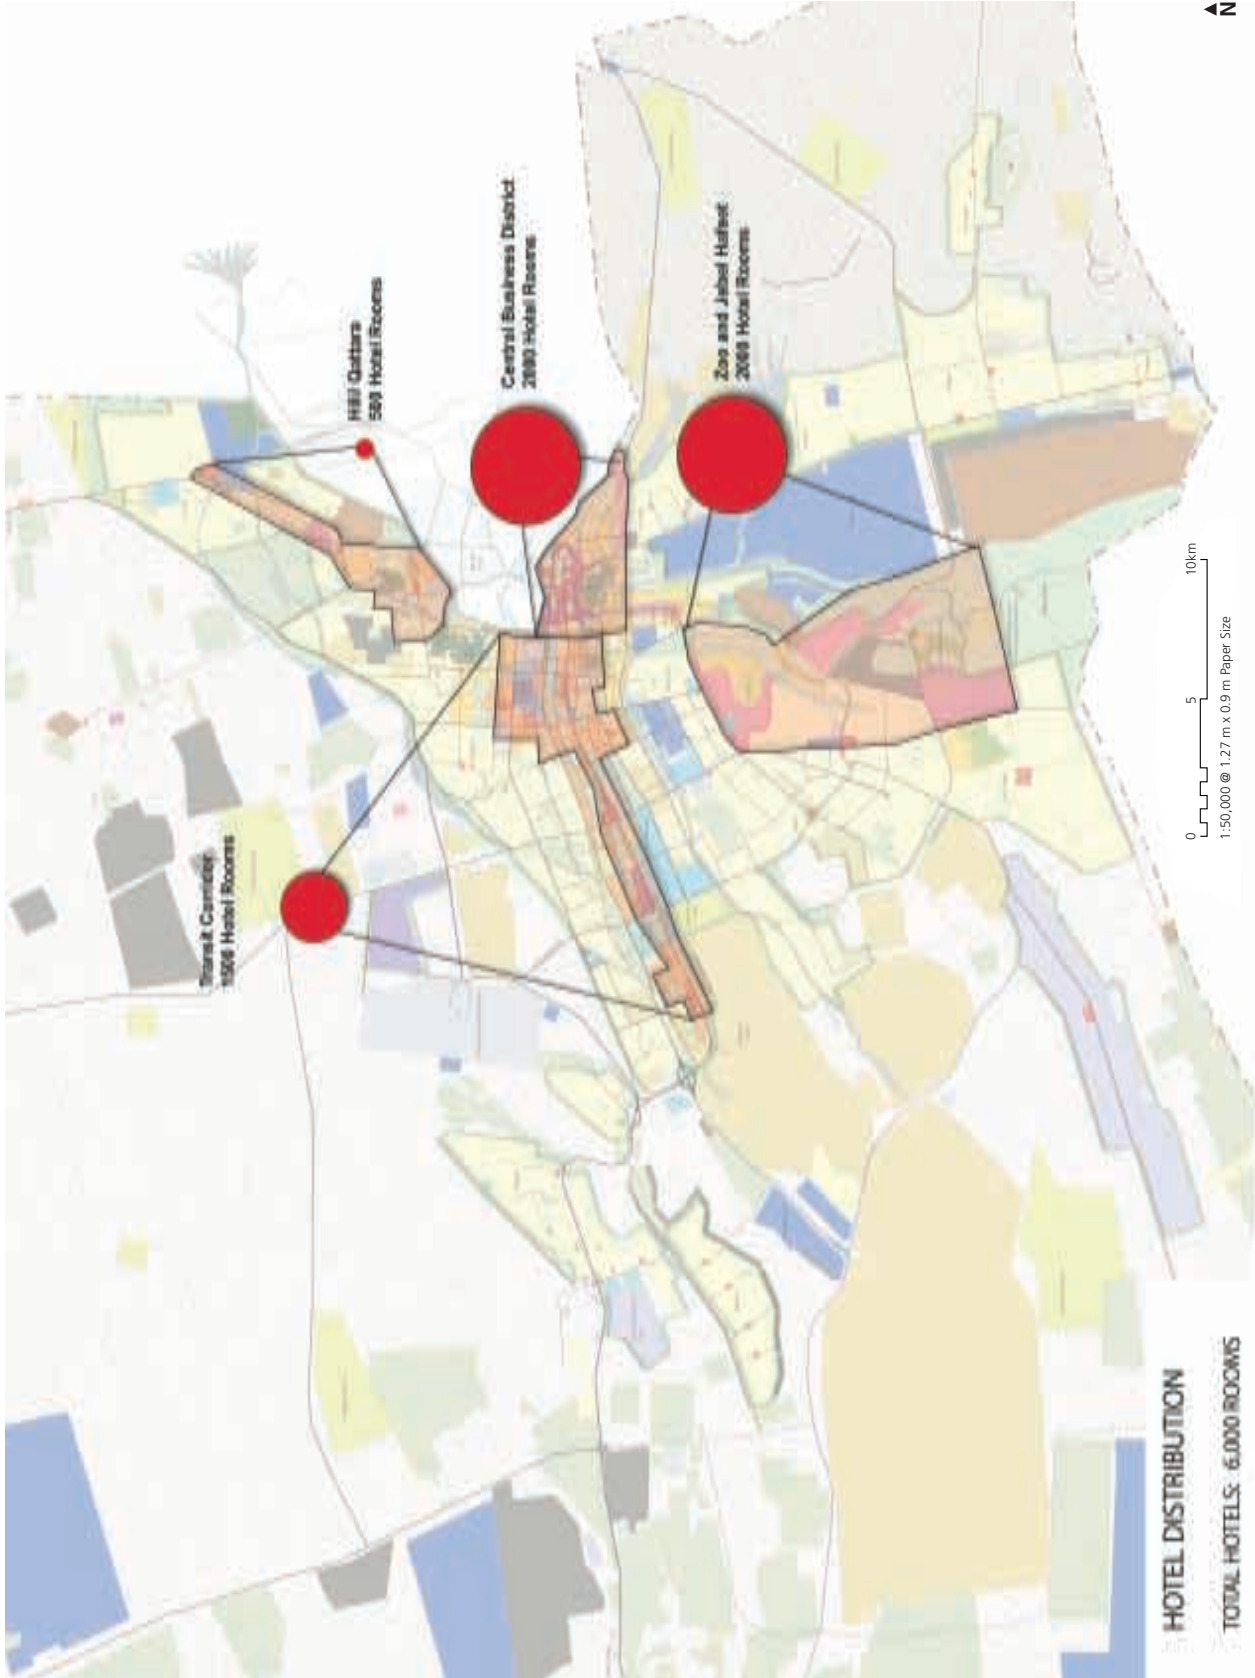 Transit Corridor
1500 Hotel Rooms
Hili Qattara
500 Hotel Rooms
Central Business District
2000 Hotel Rooms
Zoo and Jabel Hafeet
2000 Hotel Rooms
HOTEL DISTRIBUTION
TOTAL HOTELS: 6,000 ROOMS
0
5
10km
1:50,000 @ 1.27 m x 0.9 m Paper Size
N